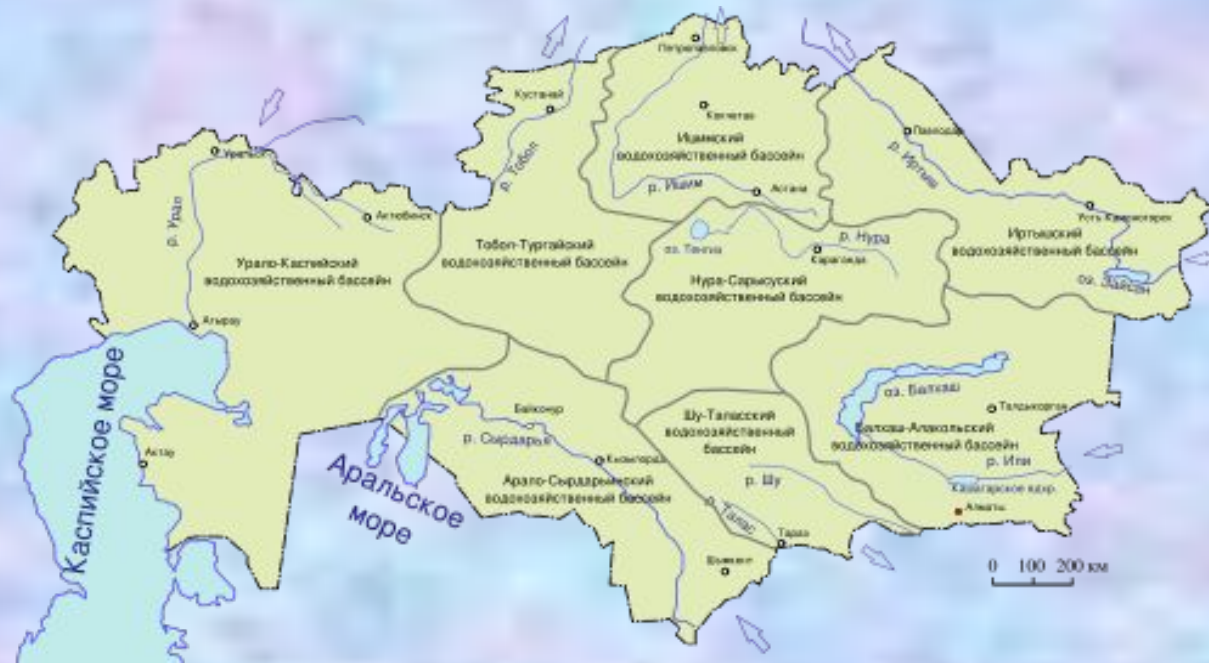 Петропавловск
Кустанай
Кокчетав
Ишимский
водохозяйственный бассейн
Павлодар
р. Тобол
р. Иртыш
р. Ишим
Астана
Уральск
Актюбинск
Усть-Каменогорск
р. Урал
Иртышский
водохозяйственный бассейн
Тобол-Тургайский
водохозяйственный бассейн
оз. Тенгиз
р. Нура
Караганда
Урало-Каспийский
водохозяйственный бассейн
Нура-Сарысуский
водохозяйственный бассейн
оз. Зайсан
Атырау
Каспийское море
оз. Балхаш
Талдыкорган
Байконур
Шу-Таласский
водохозяйственный
бассейн
р. Сырдарья
Балхаш-Алакольский
водохозяйственный бассейн
Актау
Кызылорда
р. Или
Аральское
море
Арало-Сырдарьинский
водохозяйственный бассейн
р. Шу
Капчагарское вдхр.
р. Талас
Алматы
Тараз
Шымкент
0 100 200 км